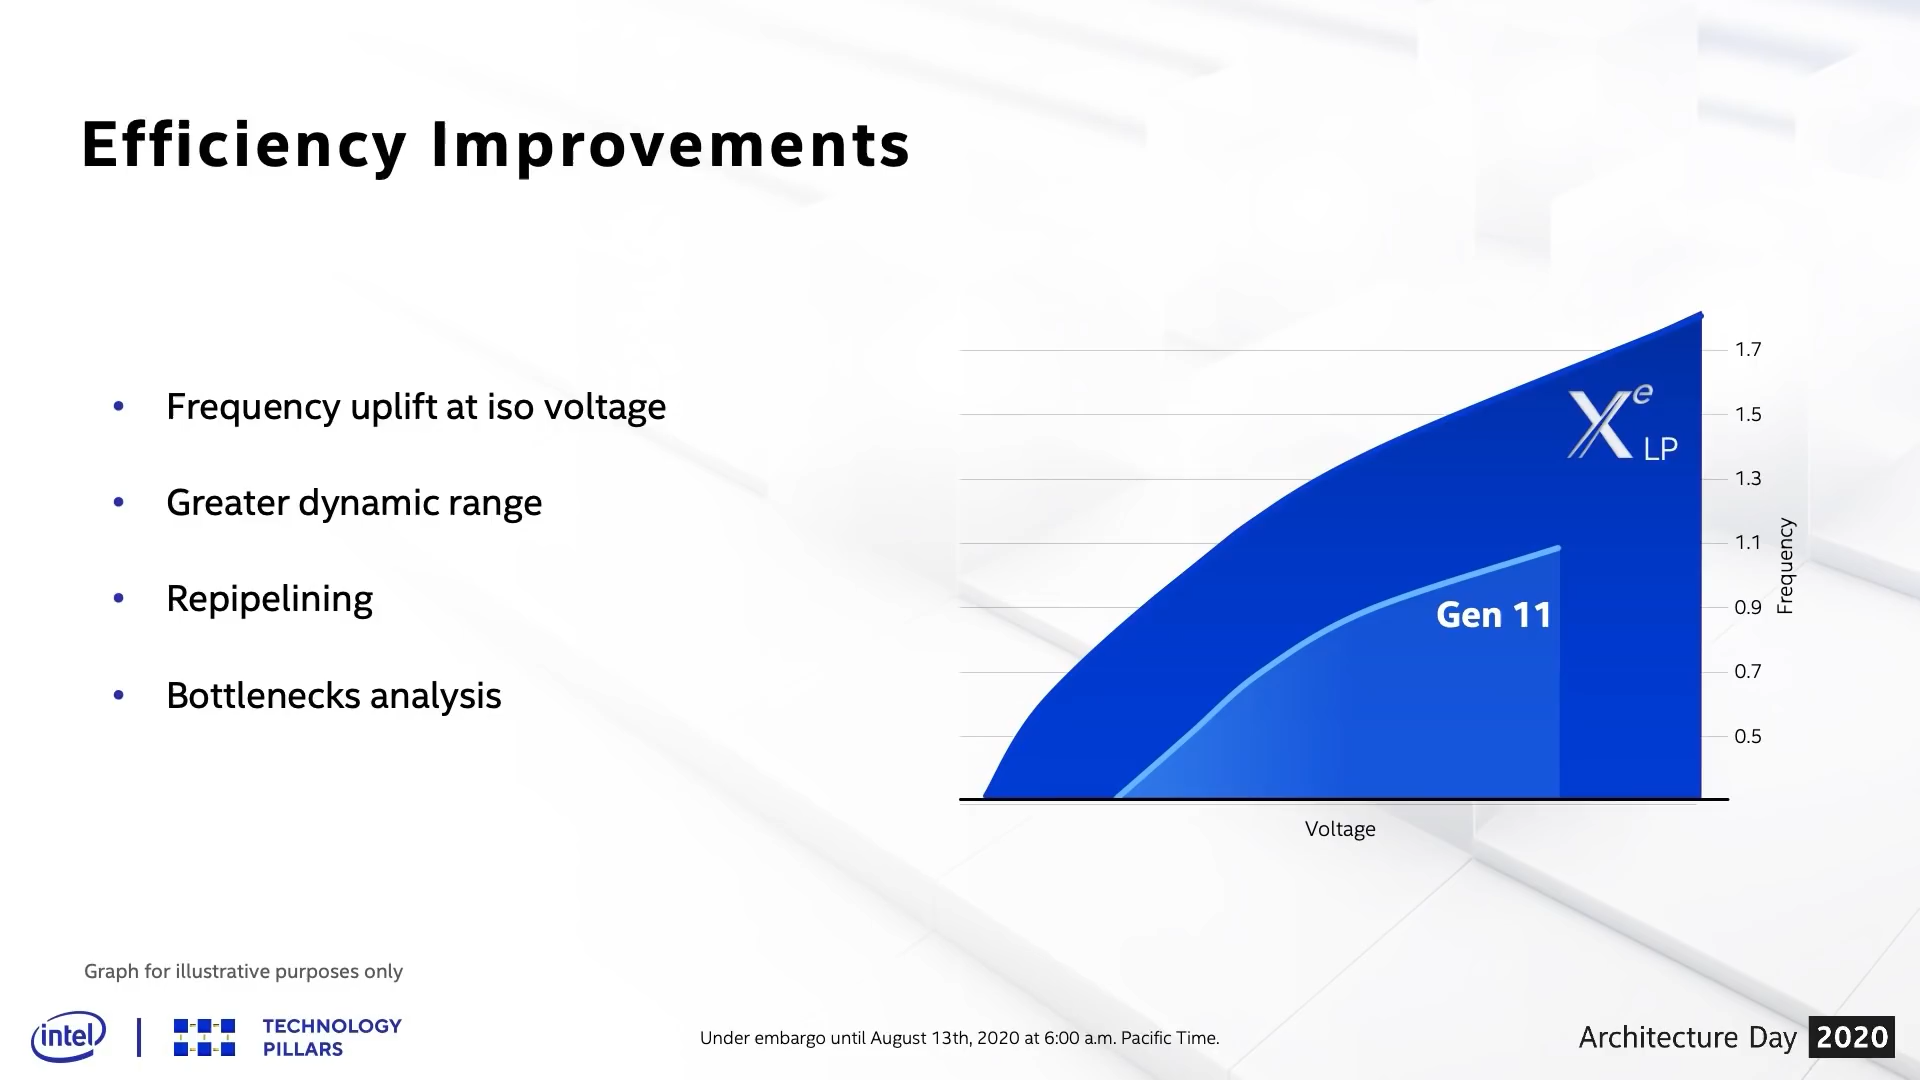 Efficiency Improvements
• Frequency uplift at iso voltage
• Greater dynamic range
• Repipelining
• Bottlenecks analysis
Xe
LP
Gen 11
1.7
1.5
1.3
1.1
0.9
0.7
0.5
Frequency
Voltage
Graph for illustrative purposes only
intel
TECHNOLOGY
PILLARS
Under embargo until August 13th, 2020 at 6:00 a.m. Pacific Time.
Architecture Day 2020